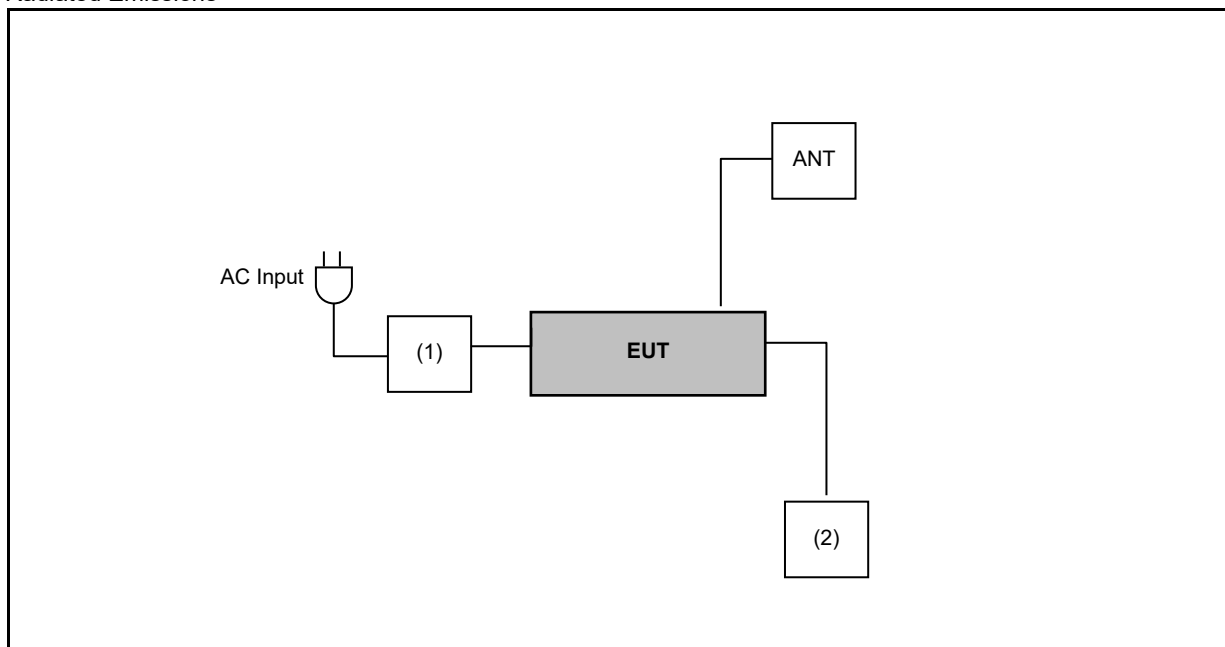 Radiated Emissions
ANT
AC Input
(1)
EUT
(2)